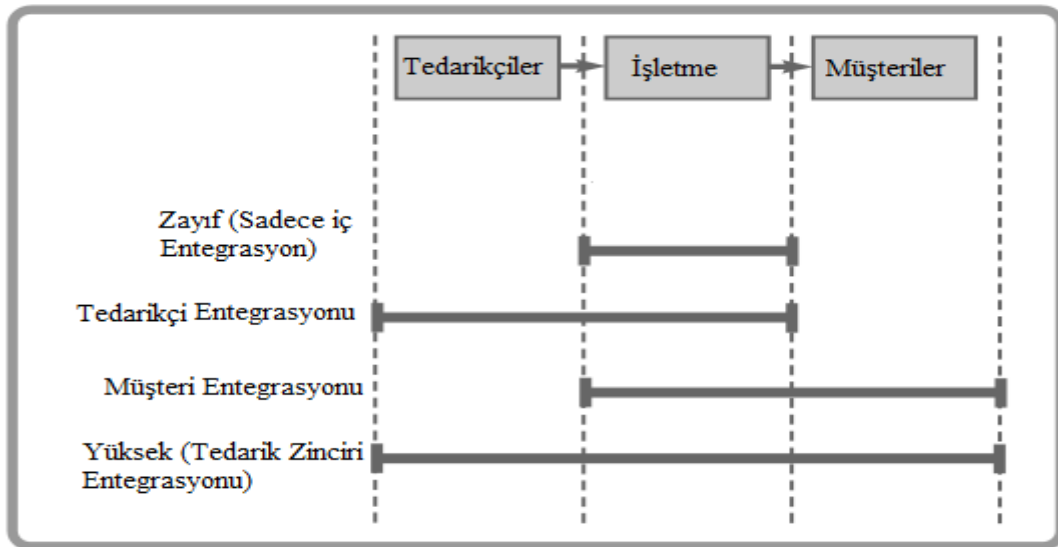 Tedarikçiler
İşletme
Müşteriler
Zayıf (Sadece iç
Entegrasyon)
Tedarikçi Entegrasyonu
Müşteri Entegrasyonu
Yüksek (Tedarik Zinciri
Entegrasyonu)